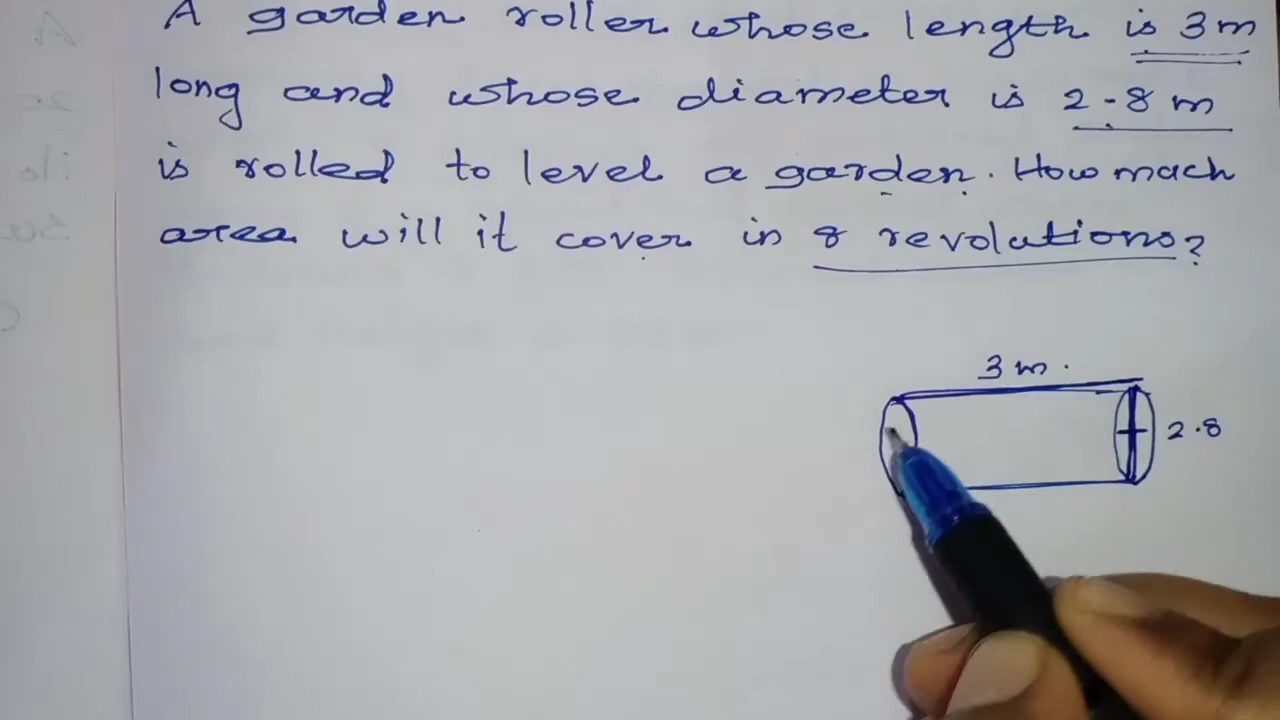 A garden roller whose length is 3m
long and whose diameter is 2.8 m
is rolled to level a garden. How mach
area will it cover in 8 revolutions?
3 m.
2.8